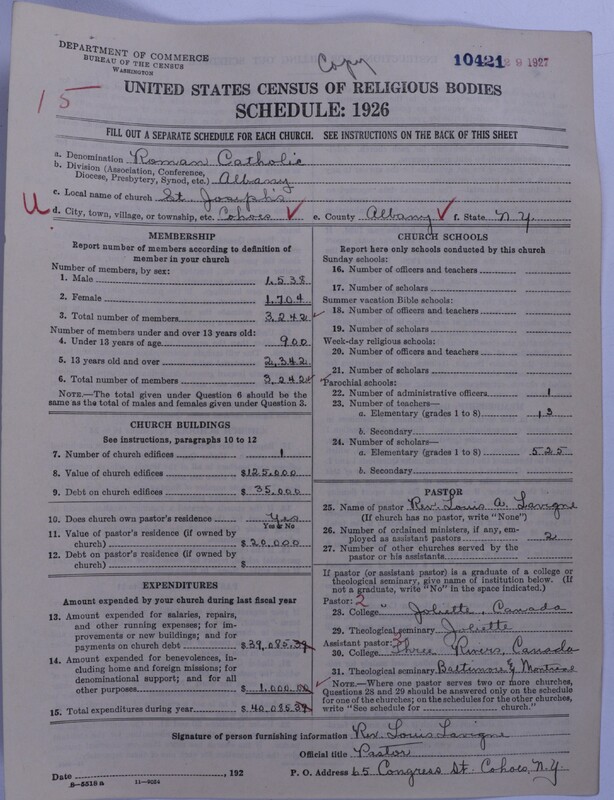 Copy
DEPARTMENT OF COMMERCE
BUREAU OF THE CENSUS
WASHINGTON
10421 29 1927
15
UNITED STATES CENSUS OF RELIGIOUS BODIES
SCHEDULE: 1926
FILL OUT A SEPARATE SCHEDULE FOR EACH CHURCH. SEE INSTRUCTIONS ON THE BACK OF THIS SHEET
a. Denomination Roman Catholic
b. Division (Association, Conference, Diocese, Presbytery, Synod, etc.) Albany
c. Local name of church St. Joseph's
U
d. City, town, village, or township, etc. Cohoes e. County Albany f. State N.Y.
MEMBERSHIP
Report number of members according to definition of
member in your church
Number of members, by sex:
1. Male 1,538
2. Female 1,704
3. Total number of members 3,242
Number of members under and over 13 years old:
4. Under 13 years of age 900
5. 13 years old and over 2,342
6. Total number of members 3,242
NOTE.—The total given under Question 6 should be
the same as the total of males and females given under Question 3.
CHURCH BUILDINGS
See instructions, paragraphs 10 to 12
7. Number of church edifices 1
8. Value of church edifices $125,000
9. Debt on church edifices $35,000
10. Does church own pastor's residence Yes
Yes or No
11. Value of pastor's residence (if owned by
church) $20,000
12. Debt on pastor's residence (if owned by
church) $
EXPENDITURES
Amount expended by your church during last fiscal year
13. Amount expended for salaries, repairs,
and other running expenses; for im-
provements or new buildings; and for
payments on church debt $39,085.39
14. Amount expended for benevolences, in-
cluding home and foreign missions; for
denominational support; and for all
other purposes $1,000.00
15. Total expenditures during year $40,085.39
CHURCH SCHOOLS
Report here only schools conducted by this church
Sunday schools:
16. Number of officers and teachers
17. Number of scholars
Summer vacation Bible schools:
18. Number of officers and teachers
19. Number of scholars
Week-day religious schools:
20. Number of officers and teachers
21. Number of scholars
Parochial schools:
22. Number of administrative officers 1
23. Number of teachers—
a. Elementary (grades 1 to 8) 13
b. Secondary
24. Number of scholars—
a. Elementary (grades 1 to 8) 525
b. Secondary
PASTOR
25. Name of pastor Rev. Louis A. Lavigne
(If church has no pastor, write "None")
26. Number of ordained ministers, if any, em-
ployed as assistant pastors 2
27. Number of other churches served by the
pastor or his assistants
If pastor (or assistant pastor) is a graduate of a college or
theological seminary, give name of institution below. (If
not a graduate, write "No" in the space indicated.)
Pastor: 2
28. College Joliette, Canada
29. Theological seminary Joliette
Assistant pastor: 3
30. College Three Rivers, Canada
31. Theological seminary Baltimore & Montreal
NOTE.—Where one pastor serves two or more churches,
Questions 28 and 29 should be answered only on the schedule
for one of the churches; on the schedules for the other churches,
write "See schedule for church."
Signature of person furnishing information Rev. Louis Lavigne
Official title Pastor
Date , 192 P. O. Address 65 Congress St. Cohoes, N.Y.
8-5518 a 11-9024